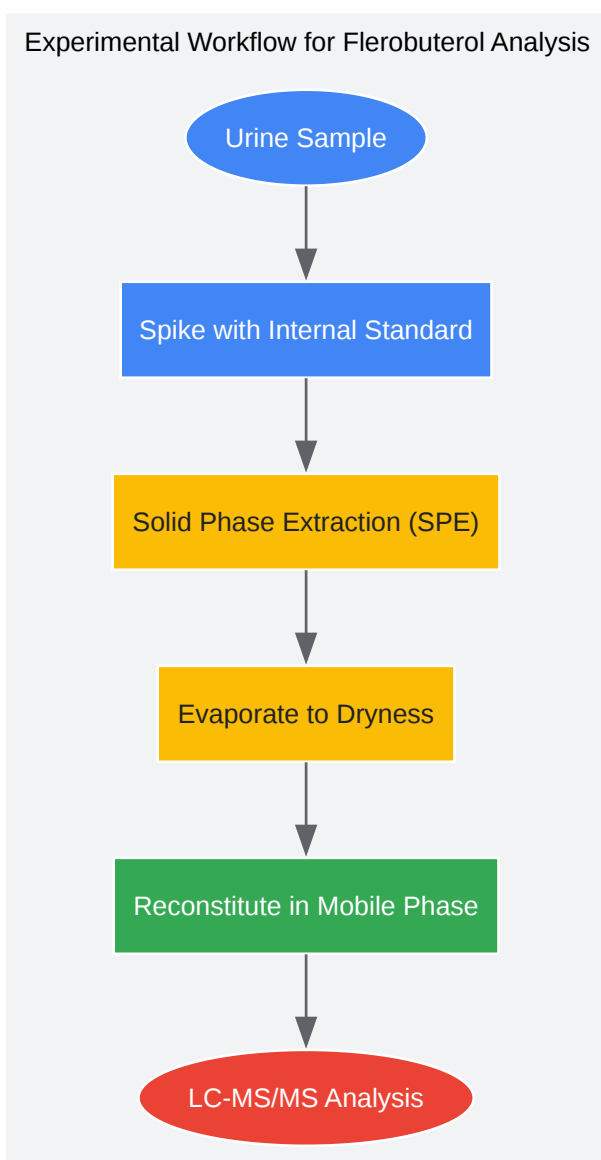 Experimental Workflow for Flerobuterol Analysis
Urine Sample
Spike with Internal Standard
Solid Phase Extraction (SPE)
Evaporate to Dryness
Reconstitute in Mobile Phase
LC-MS/MS Analysis